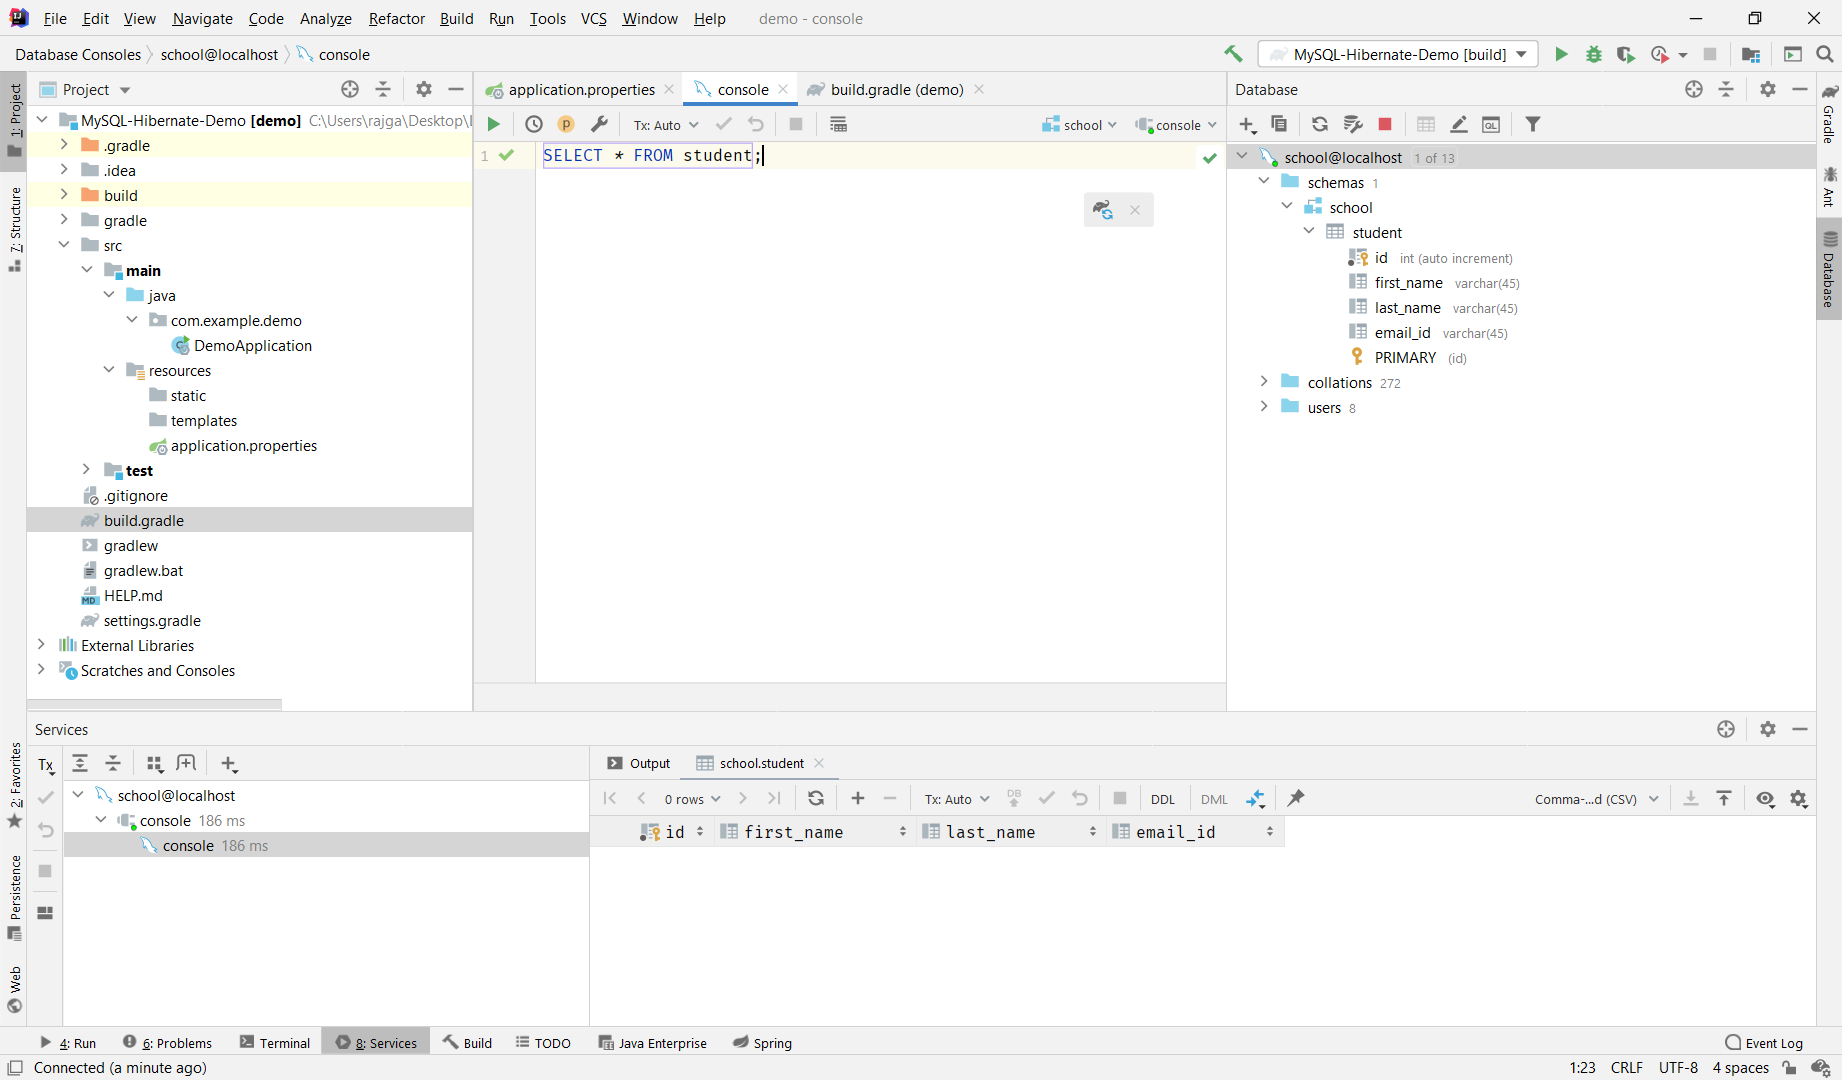 File Edit View Navigate Code Analyze Refactor Build Run Tools VCS Window Help demo - console
Database Consoles school@localhost console
MySQL-Hibernate-Demo [build]
1: Project
7: Structure
2: Favorites
Persistence
Web
Project
MySQL-Hibernate-Demo [demo] C:\Users\rajga\Desktop\
.gradle
.idea
build
gradle
src
main
java
com.example.demo
DemoApplication
resources
static
templates
application.properties
test
.gitignore
build.gradle
gradlew
gradlew.bat
HELP.md
settings.gradle
External Libraries
Scratches and Consoles
application.properties console build.gradle (demo)
Tx: Auto school console
1 SELECT * FROM student;
Database
school@localhost 1 of 13
schemas 1
school
student
id int (auto increment)
first_name varchar(45)
last_name varchar(45)
email_id varchar(45)
PRIMARY (id)
collations 272
users 8
Gradle
Ant
Database
Services
Tx
school@localhost
console 186 ms
console 186 ms
Output school.student
0 rows Tx: Auto DB DDL DML Comma-...d (CSV)
id first_name last_name email_id
4: Run 6: Problems Terminal 8: Services Build TODO Java Enterprise Spring Event Log
Connected (a minute ago) 1:23 CRLF UTF-8 4 spaces